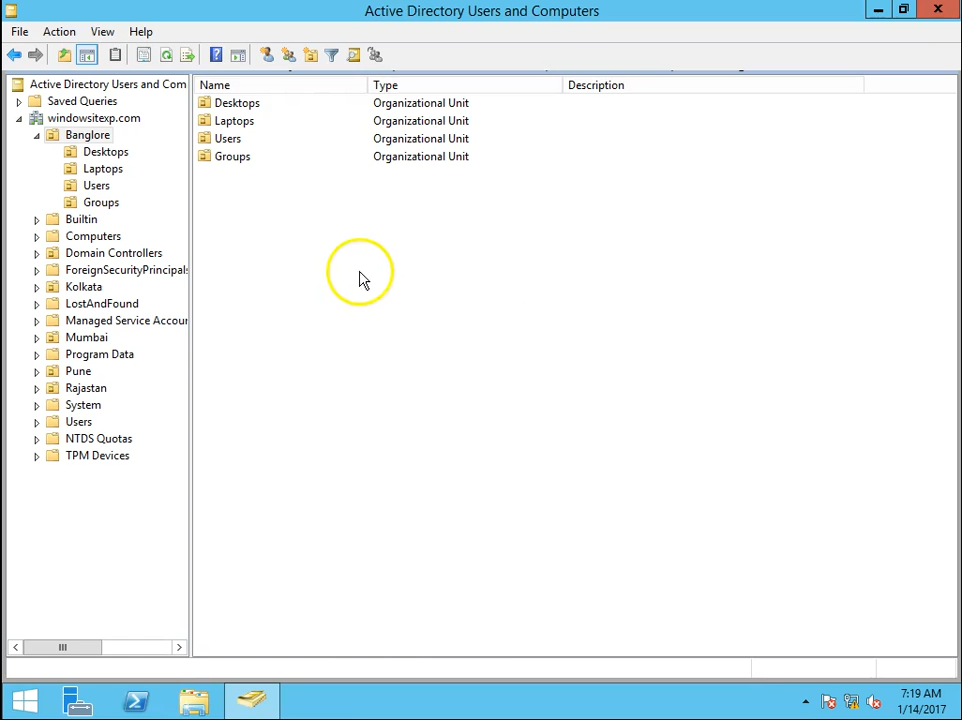 Active Directory Users and Computers
File Action View Help
Active Directory Users and Com
Saved Queries
windowsitexp.com
Banglore
Desktops
Laptops
Users
Groups
Builtin
Computers
Domain Controllers
ForeignSecurityPrincipals
Kolkata
LostAndFound
Managed Service Accour
Mumbai
Program Data
Pune
Rajastan
System
Users
NTDS Quotas
TPM Devices
Name Type Description
Desktops Organizational Unit
Laptops Organizational Unit
Users Organizational Unit
Groups Organizational Unit
7:19 AM
1/14/2017